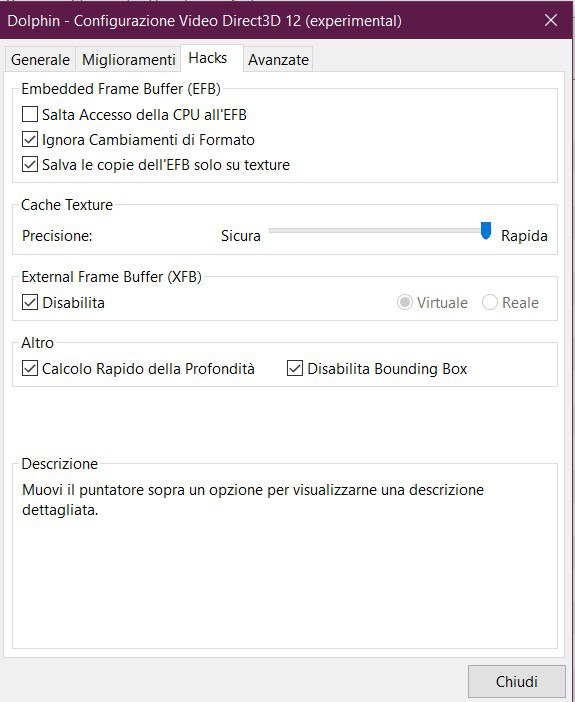 Dolphin - Configurazione Video Direct3D 12 (experimental)
Generale Miglioramenti Hacks Avanzate
Embedded Frame Buffer (EFB)
Salta Accesso della CPU all'EFB
Ignora Cambiamenti di Formato
Salva le copie dell'EFB solo su texture
Cache Texture
Precisione: Sicura Rapida
External Frame Buffer (XFB)
Disabilita Virtuale Reale
Altro
Calcolo Rapido della Profondità Disabilita Bounding Box
Descrizione
Muovi il puntatore sopra un opzione per visualizzarne una descrizione
dettagliata.
Chiudi